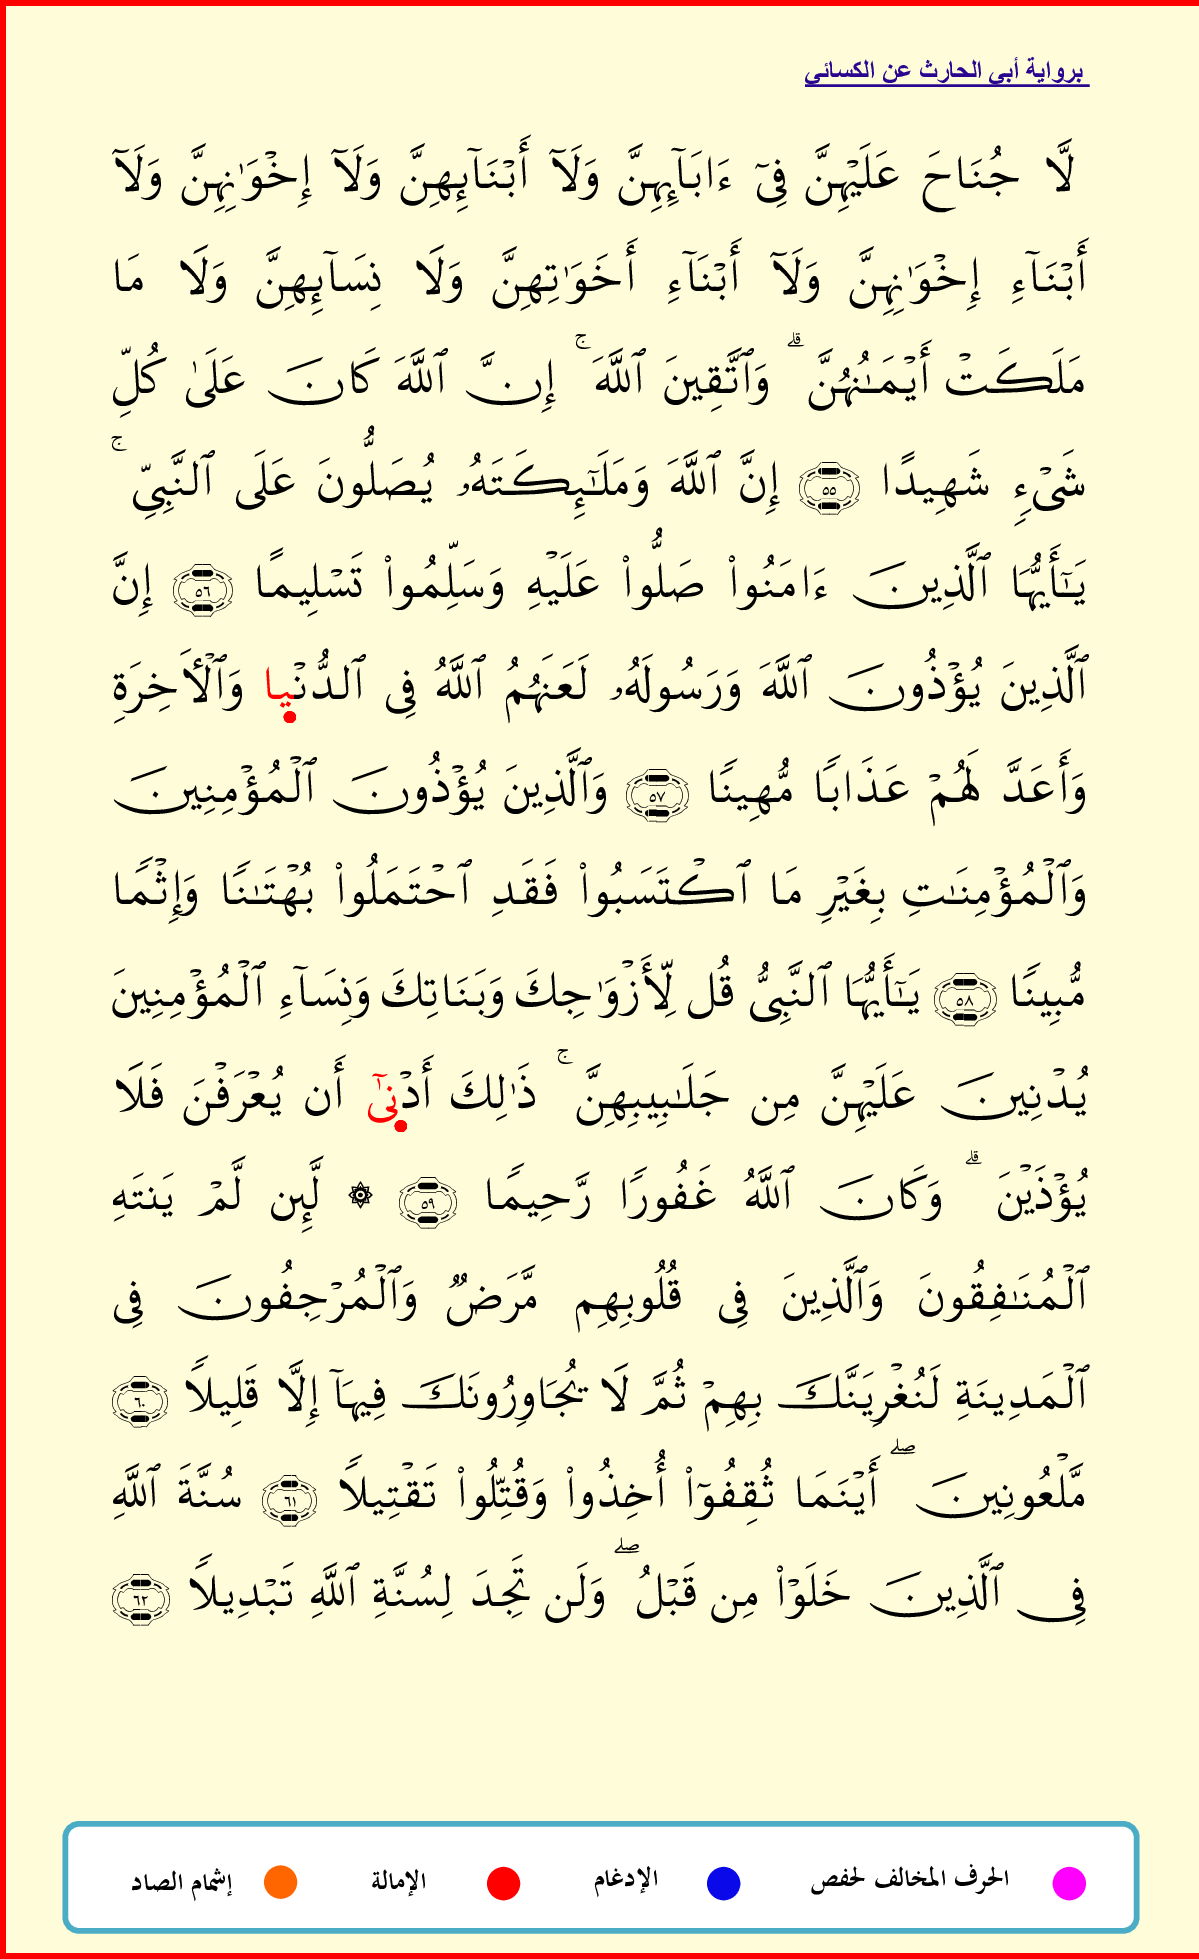 برواية أبي الحارث عن الكسائي
لَّا جُنَاحَ عَلَيْهِنَّ فِىٓ ءَابَآئِهِنَّ وَلَآ أَبْنَآئِهِنَّ وَلَآ إِخْوَٰنِهِنَّ وَلَآ
أَبْنَآءِ إِخْوَٰنِهِنَّ وَلَآ أَبْنَآءِ أَخَوَٰتِهِنَّ وَلَا نِسَآئِهِنَّ وَلَا مَا
مَلَكَتْ أَيْمَـٰنُهُنَّ ۗ وَٱتَّقِينَ ٱللَّهَ ۚ إِنَّ ٱللَّهَ كَانَ عَلَىٰ كُلِّ
شَىْءٍ شَهِيدًا ٥٥ إِنَّ ٱللَّهَ وَمَلَـٰٓئِكَتَهُۥ يُصَلُّونَ عَلَى ٱلنَّبِىِّ ۚ
يَـٰٓأَيُّهَا ٱلَّذِينَ ءَامَنُوا۟ صَلُّوا۟ عَلَيْهِ وَسَلِّمُوا۟ تَسْلِيمًا ٥٦ إِنَّ
ٱلَّذِينَ يُؤْذُونَ ٱللَّهَ وَرَسُولَهُۥ لَعَنَهُمُ ٱللَّهُ فِى ٱلدُّنْيا وَٱلْأَخِرَةِ
وَأَعَدَّ لَهُمْ عَذَابًا مُّهِينًا ٥٧ وَٱلَّذِينَ يُؤْذُونَ ٱلْمُؤْمِنِينَ
وَٱلْمُؤْمِنَـٰتِ بِغَيْرِ مَا ٱكْتَسَبُوا۟ فَقَدِ ٱحْتَمَلُوا۟ بُهْتَـٰنًا وَإِثْمًا
مُّبِينًا ٥٨ يَـٰٓأَيُّهَا ٱلنَّبِىُّ قُل لِّأَزْوَٰجِكَ وَبَنَاتِكَ وَنِسَآءِ ٱلْمُؤْمِنِينَ
يُدْنِينَ عَلَيْهِنَّ مِن جَلَـٰبِيبِهِنَّ ۚ ذَٰلِكَ أَدْنىٰٓ أَن يُعْرَفْنَ فَلَا
يُؤْذَيْنَ ۗ وَكَانَ ٱللَّهُ غَفُورًا رَّحِيمًا ٥٩ ۞ لَّئِن لَّمْ يَنتَهِ
ٱلْمُنَـٰفِقُونَ وَٱلَّذِينَ فِى قُلُوبِهِم مَّرَضٌ وَٱلْمُرْجِفُونَ فِى
ٱلْمَدِينَةِ لَنُغْرِيَنَّكَ بِهِمْ ثُمَّ لَا يُجَاوِرُونَكَ فِيهَآ إِلَّا قَلِيلًا ٦٠
مَّلْعُونِينَ ۖ أَيْنَمَا ثُقِفُوٓا۟ أُخِذُوا۟ وَقُتِّلُوا۟ تَقْتِيلًا ٦١ سُنَّةَ ٱللَّهِ
فِى ٱلَّذِينَ خَلَوْا۟ مِن قَبْلُ ۖ وَلَن تَجِدَ لِسُنَّةِ ٱللَّهِ تَبْدِيلًا ٦٢
الحرف المخالف لحفص الإدغام الإمالة إشمام الصاد